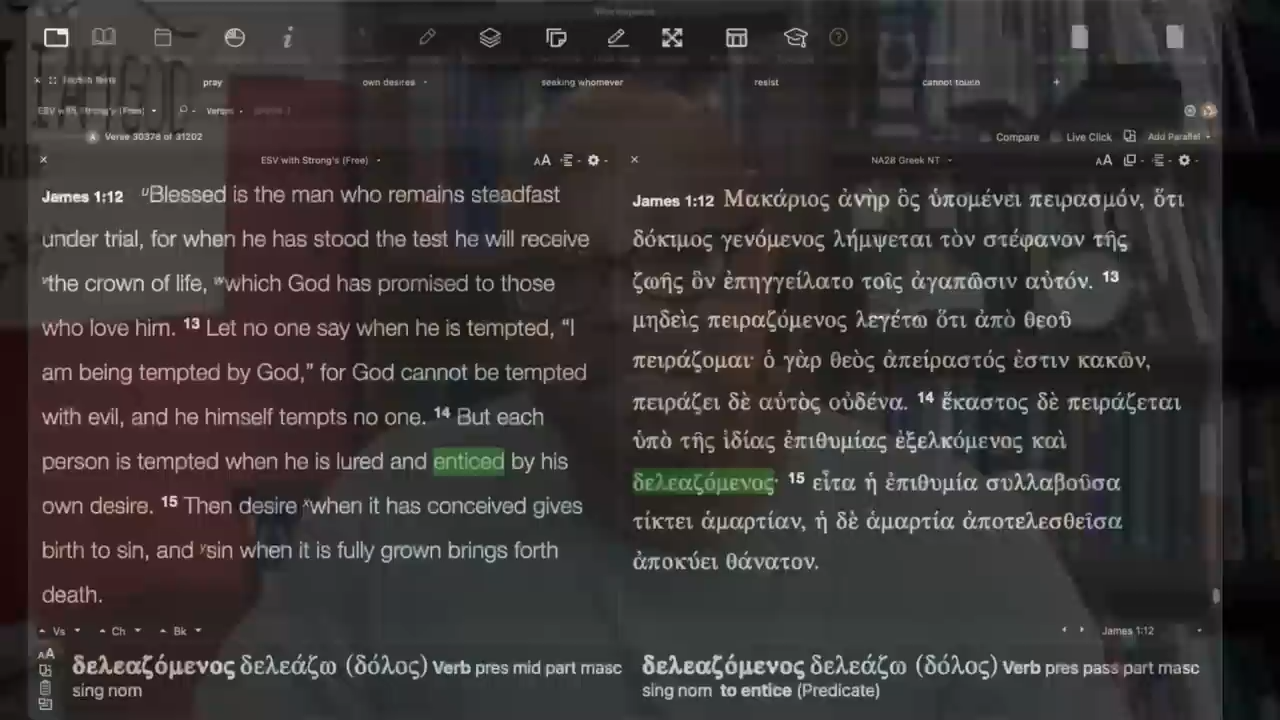 pray own desires seeking whomever resist cannot touch +
Verses
Verse 30378 of 31202 Compare Live Click Add Parallel
ESV with Strong's (Free)
James 1:12 ᵘBlessed is the man who remains steadfast
under trial, for when he has stood the test he will receive
ᵛthe crown of life, ʷwhich God has promised to those
who love him. 13 Let no one say when he is tempted, “I
am being tempted by God,” for God cannot be tempted
with evil, and he himself tempts no one. 14 But each
person is tempted when he is lured and enticed by his
own desire. 15 Then desire ˣwhen it has conceived gives
birth to sin, and ʸsin when it is fully grown brings forth
death.
Vs Ch Bk
δελεαζόμενος δελεάζω (δόλος) Verb pres mid part masc
sing nom
NA28 Greek NT
James 1:12 Μακάριος ἀνὴρ ὃς ὑπομένει πειρασμόν, ὅτι
δόκιμος γενόμενος λήμψεται τὸν στέφανον τῆς
ζωῆς ὃν ἐπηγγείλατο τοῖς ἀγαπῶσιν αὐτόν. 13
μηδεὶς πειραζόμενος λεγέτω ὅτι ἀπὸ θεοῦ
πειράζομαι· ὁ γὰρ θεὸς ἀπείραστός ἐστιν κακῶν,
πειράζει δὲ αὐτὸς οὐδένα. 14 ἕκαστος δὲ πειράζεται
ὑπὸ τῆς ἰδίας ἐπιθυμίας ἐξελκόμενος καὶ
δελεαζόμενος· 15 εἶτα ἡ ἐπιθυμία συλλαβοῦσα
τίκτει ἁμαρτίαν, ἡ δὲ ἁμαρτία ἀποτελεσθεῖσα
ἀποκύει θάνατον.
James 1:12
δελεαζόμενος δελεάζω (δόλος) Verb pres pass part masc
sing nom to entice (Predicate)